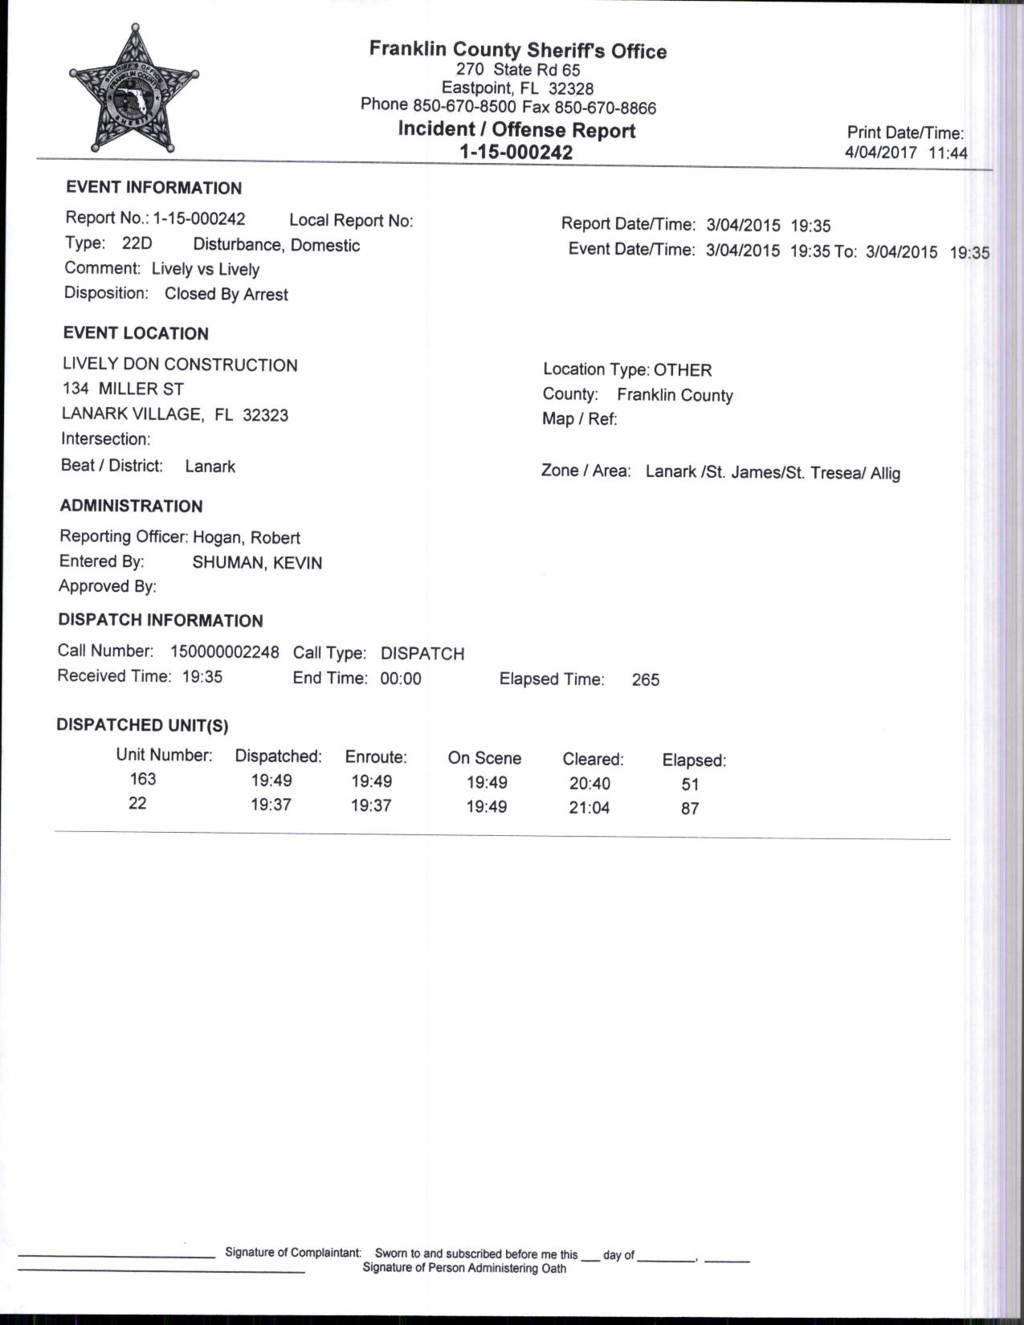 Franklin County Sheriff's Office
270 State Rd 65
Eastpoint, FL 32328
Phone 850-670-8500 Fax 850-670-8866
Incident / Offense Report
1-15-000242
Print Date/Time:
4/04/2017 11:44
SHERIFF'S OFFICE
FRANKLIN COUNTY
SHERIFF
EVENT INFORMATION
Report No.: 1-15-000242 Local Report No: Report Date/Time: 3/04/2015 19:35
Type: 22D Disturbance, Domestic Event Date/Time: 3/04/2015 19:35 To: 3/04/2015 19:35
Comment: Lively vs Lively
Disposition: Closed By Arrest
EVENT LOCATION
LIVELY DON CONSTRUCTION Location Type: OTHER
134 MILLER ST County: Franklin County
LANARK VILLAGE, FL 32323 Map / Ref:
Intersection:
Beat / District: Lanark Zone / Area: Lanark /St. James/St. Tresea/ Allig
ADMINISTRATION
Reporting Officer: Hogan, Robert
Entered By: SHUMAN, KEVIN
Approved By:
DISPATCH INFORMATION
Call Number: 150000002248 Call Type: DISPATCH
Received Time: 19:35 End Time: 00:00 Elapsed Time: 265
DISPATCHED UNIT(S)
Unit Number: Dispatched: Enroute: On Scene Cleared: Elapsed:
163 19:49 19:49 19:49 20:40 51
22 19:37 19:37 19:49 21:04 87
Signature of Complaintant: Sworn to and subscribed before me this ___ day of ________, ______
Signature of Person Administering Oath